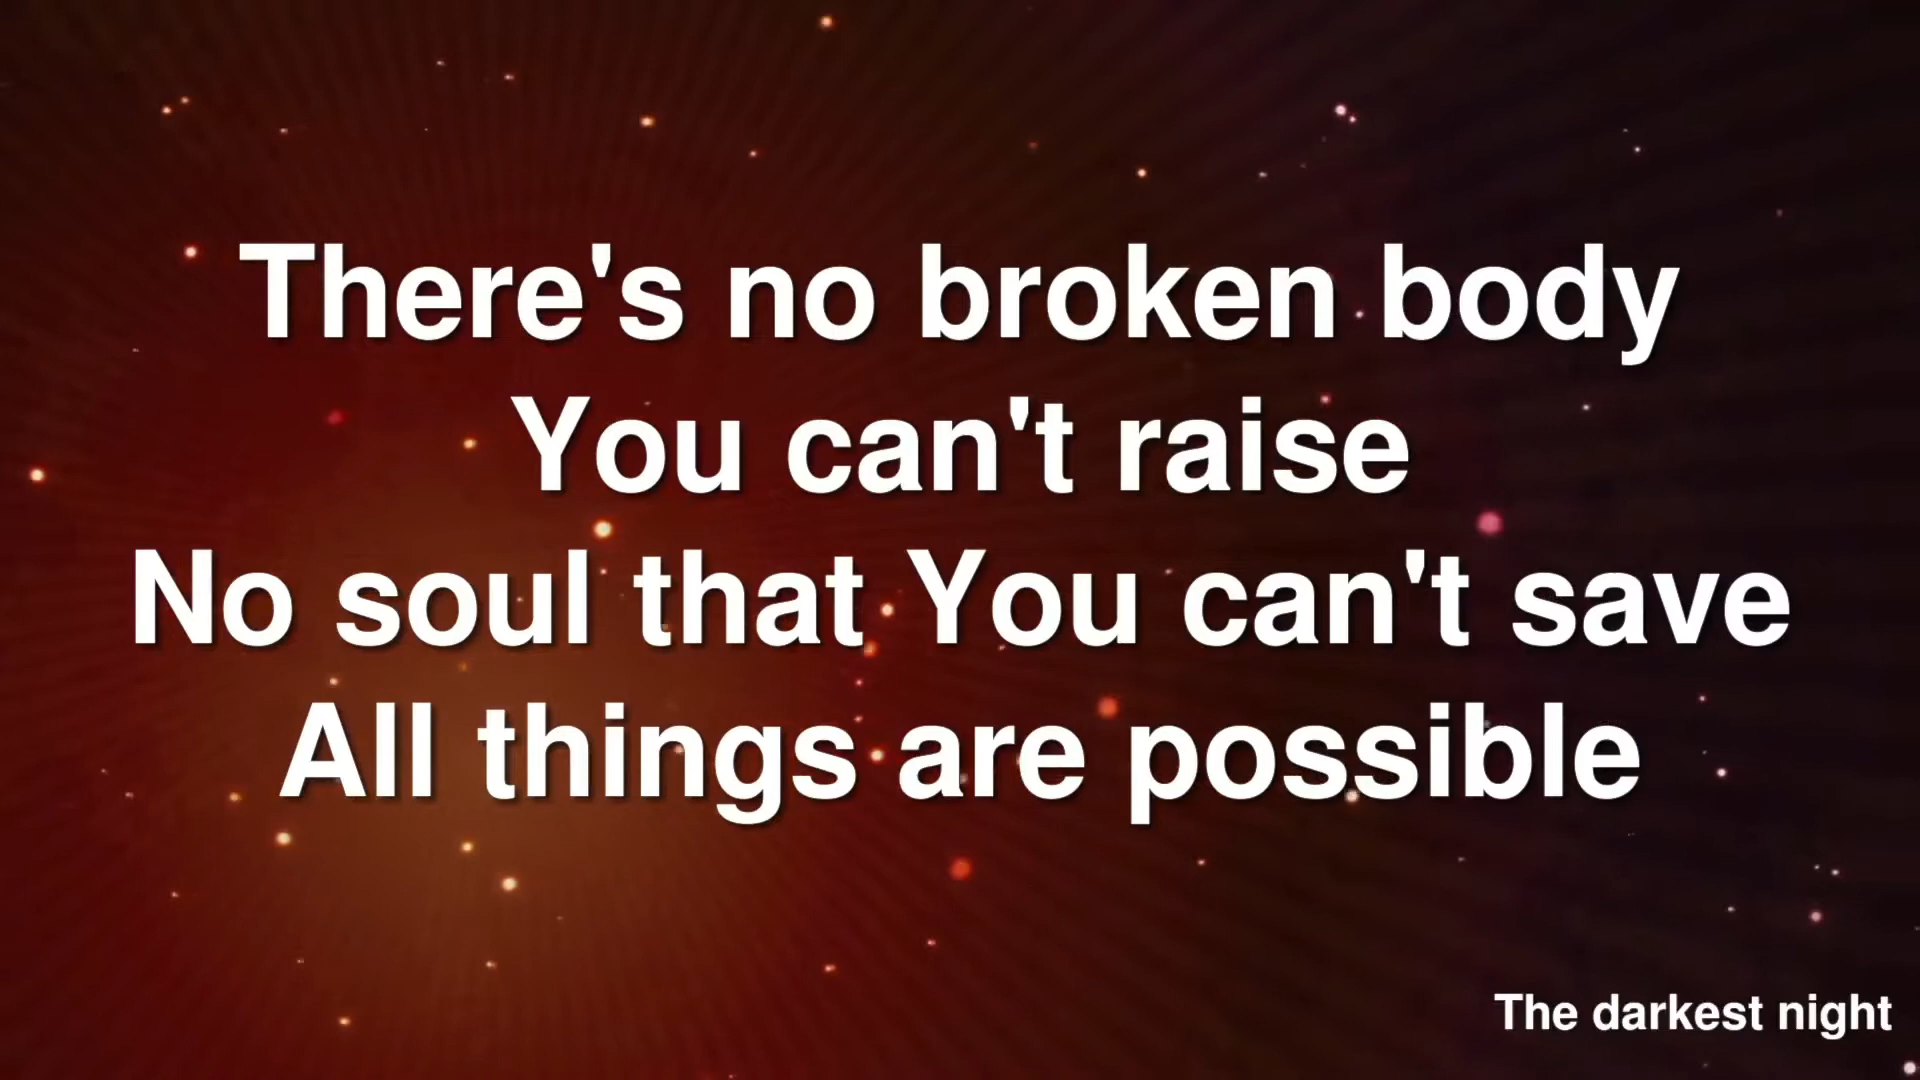 There's no broken body
You can't raise
No soul that You can't save
All things are possible
The darkest night